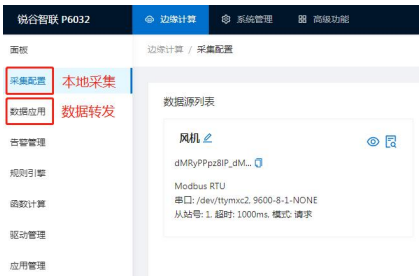 锐谷智联 P6032
边缘计算
系统管理
高级功能
面板
边缘计算 / 采集配置
采集配置
本地采集
数据应用
数据转发
告警管理
规则引擎
函数计算
驱动管理
应用管理
数据源列表
风机
dMRyPPpz8IP_dM...
Modbus RTU
串口: /dev/ttymxc2, 9600-8-1-NONE
从站号: 1, 超时: 1000ms, 模式: 请求